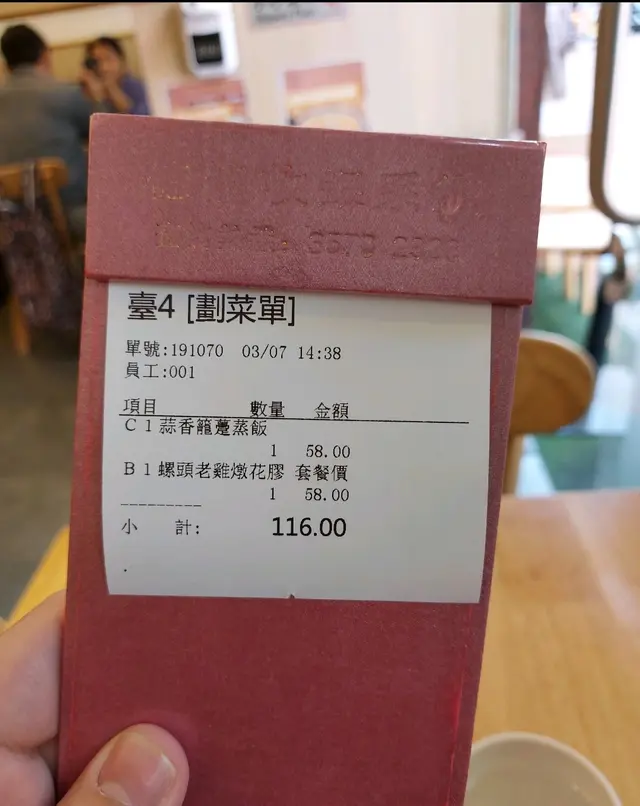 臺4 [劃菜單]
單號:191070 03/07 14:38
員工:001
項目 數量 金額
C1蒜香籠躉蒸飯
1 58.00
B1螺頭老雞燉花膠 套餐價
1 58.00
小 計: 116.00